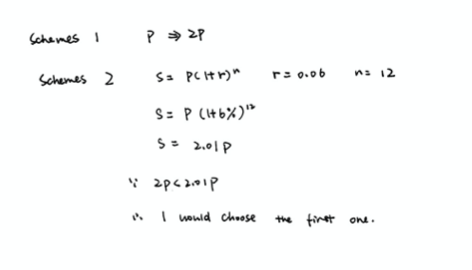 Schemes 1 P ⇒ 2P
Schemes 2 S = P(1+r)ⁿ r = 0.06 n = 12
S = P (1+6%)¹²
S = 2.01P
∵ 2P < 2.01P
∴ I would choose the first one.